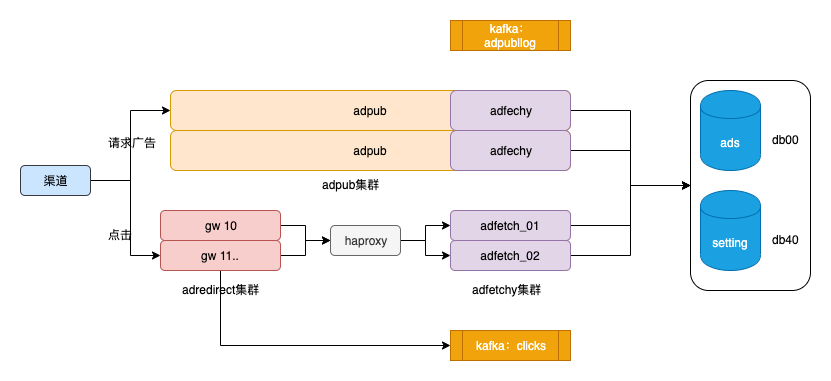 kafka：
adpubllog
adpub
adfechy
请求广告
ads
db00
adpub
adfechy
渠道
adpub集群
gw 10
adfetch_01
点击
haproxy
setting
db40
gw 11..
adfetch_02
adredirect集群
adfetchy集群
kafka：clicks